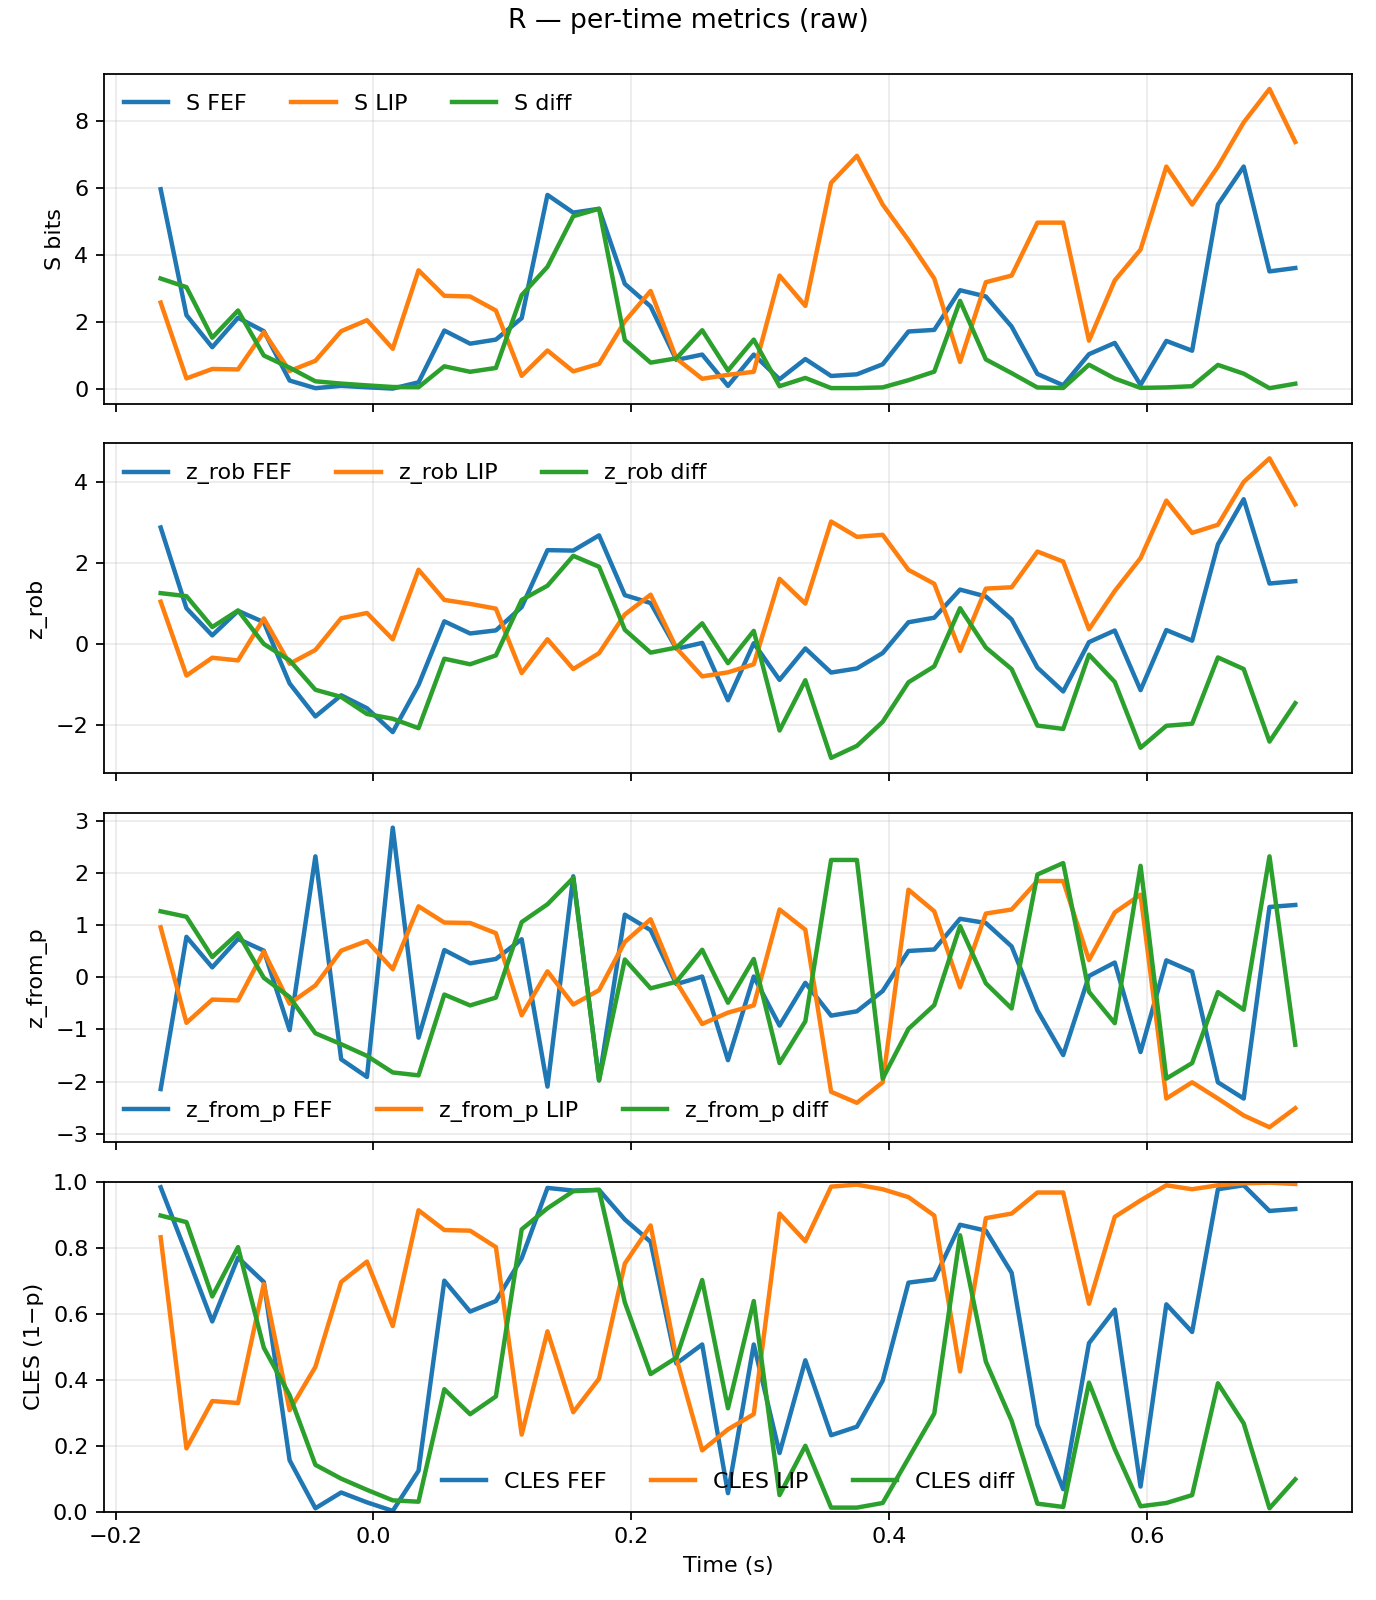 R — per-time metrics (raw)
S FEF S LIP S diff
8
6
4
2
0
S bits
z_rob FEF z_rob LIP z_rob diff
4
2
0
−2
z_rob
3
2
1
0
−1
−2
−3
z_from_p
z_from_p FEF z_from_p LIP z_from_p diff
1.0
0.8
0.6
0.4
0.2
0.0
CLES (1−p)
CLES FEF CLES LIP CLES diff
−0.2 0.0 0.2 0.4 0.6
Time (s)